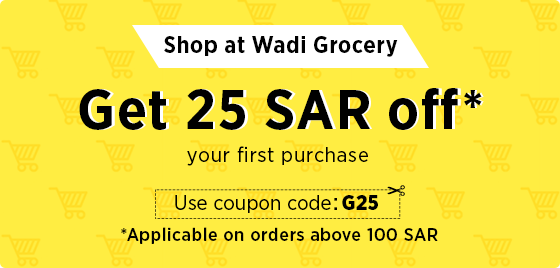 Shop at Wadi Grocery
Get 25 SAR off*
your first purchase
Use coupon code: G25
*Applicable on orders above 100 SAR